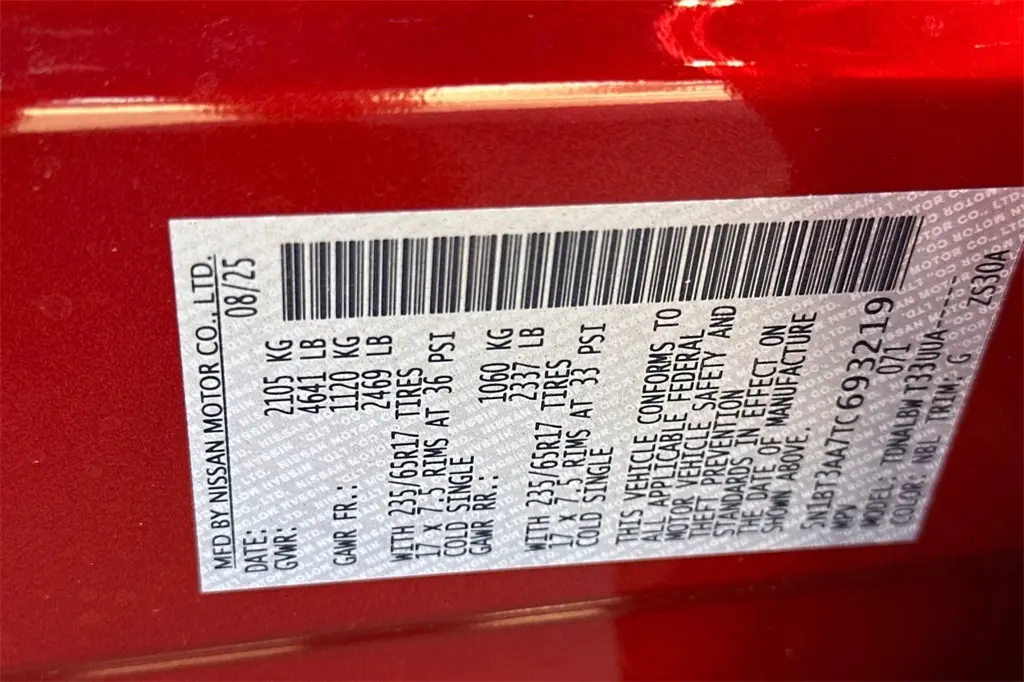 MFD BY NISSAN MOTOR CO., LTD.
DATE: 08/25
GVWR: 2105 KG
4641 LB
GAWR FR.: 1120 KG
2469 LB
WITH 235/65R17 TIRES
17 X 7.5 RIMS AT 36 PSI
COLD SINGLE
GAWR RR.: 1060 KG
2337 LB
WITH 235/65R17 TIRES
17 X 7.5 RIMS AT 33 PSI
COLD SINGLE
THIS VEHICLE CONFORMS TO
ALL APPLICABLE FEDERAL
MOTOR VEHICLE SAFETY AND
THEFT PREVENTION
STANDARDS IN EFFECT ON
THE DATE OF MANUFACTURE
SHOWN ABOVE.
5N1BT3AA7TC693219
MPV 071
MODEL: TDNALBW T33UUA-----
COLOR: NBL TRIM: G ZS30A